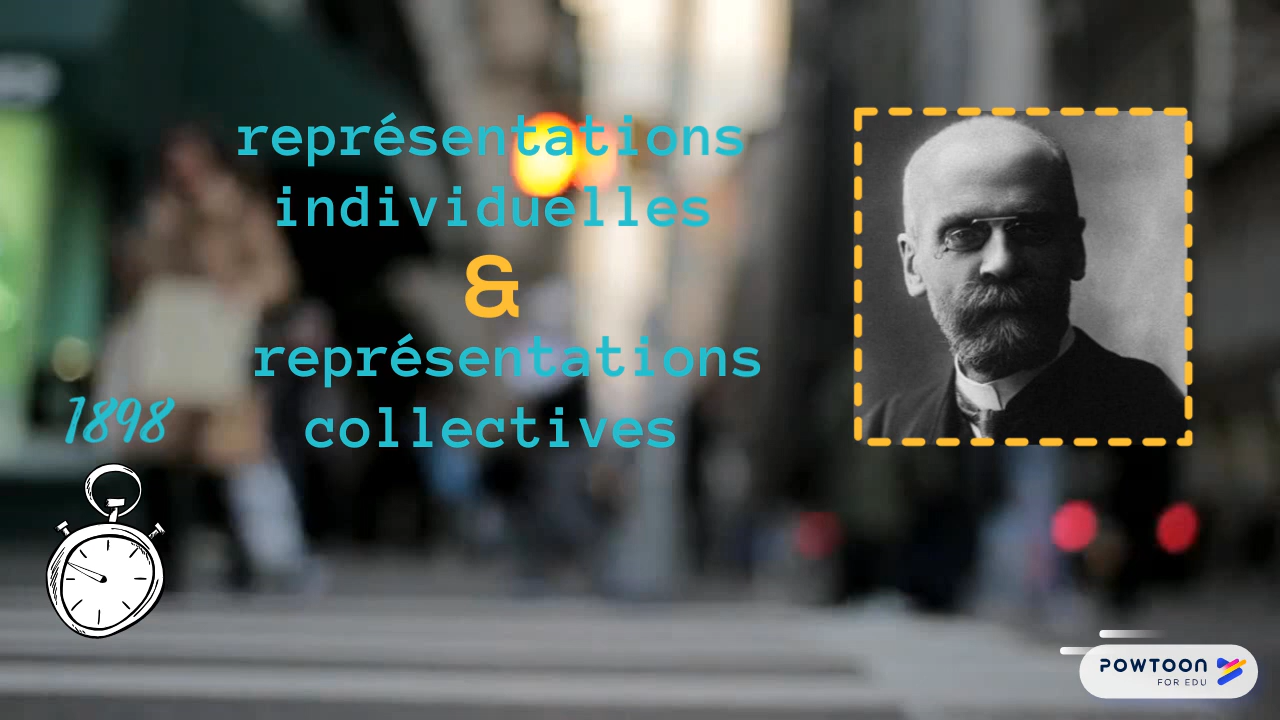 représentations
individuelles
&
représentations
collectives
1898
POWTOON
FOR EDU